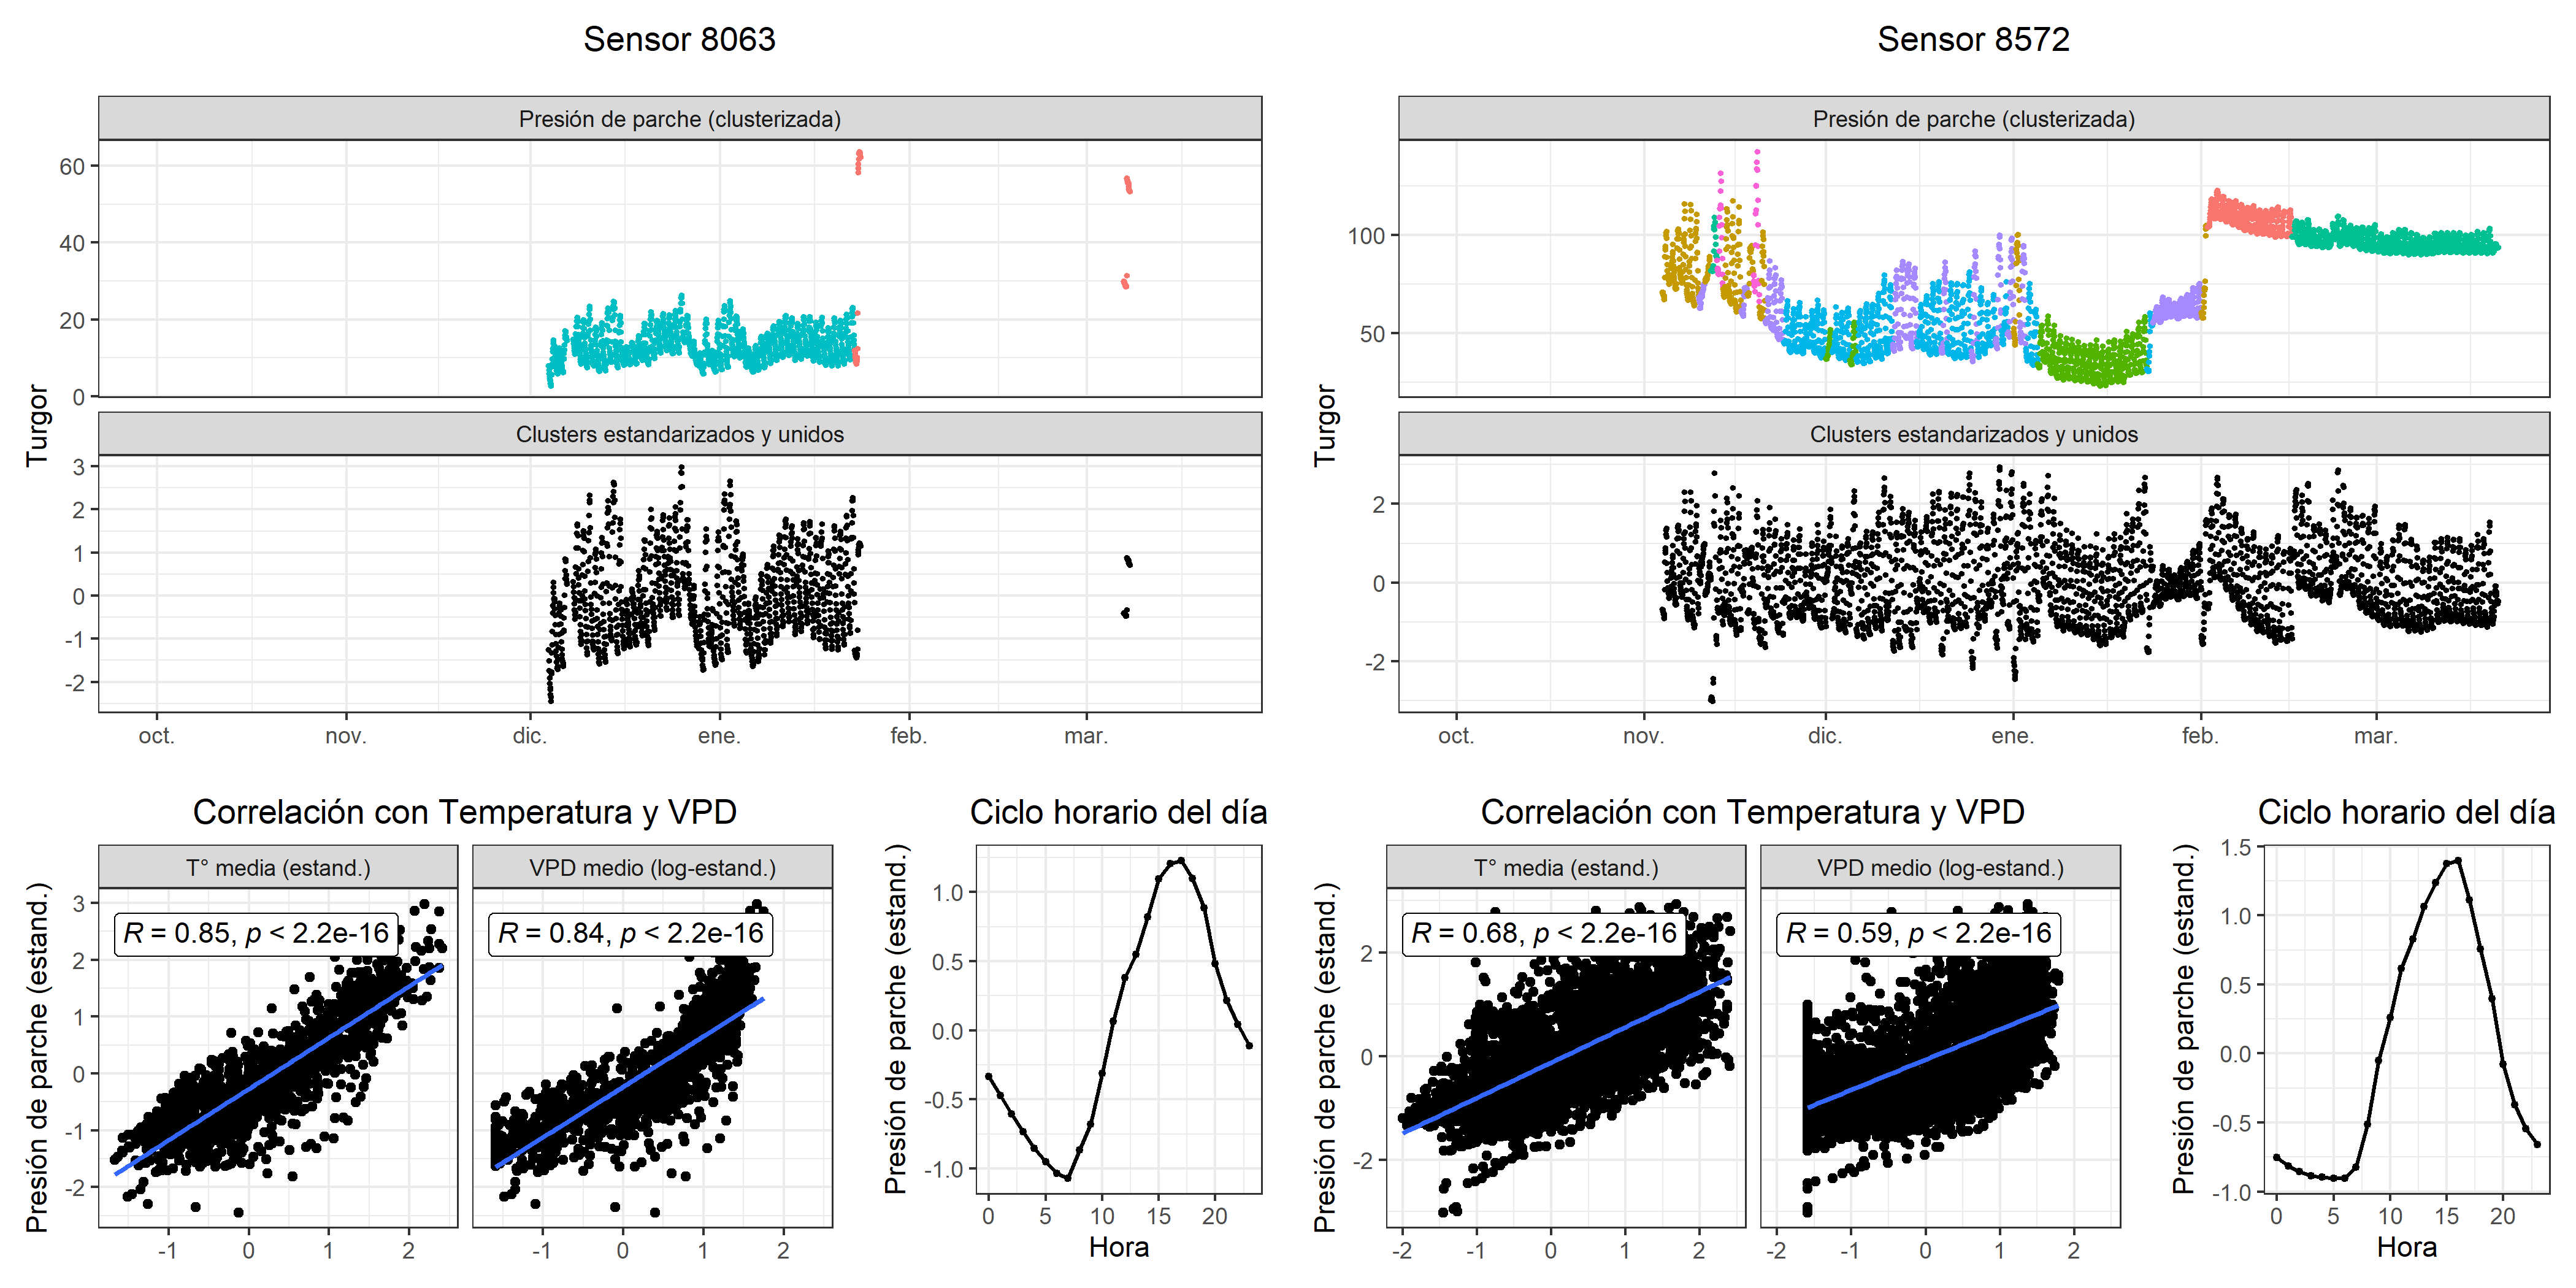 Sensor 8063
Presión de parche (clusterizada)
60
40
20
0
Turgor
Clusters estandarizados y unidos
3
2
1
0
-1
-2
oct. nov. dic. ene. feb. mar.
Correlación con Temperatura y VPD
T° media (estand.)
VPD medio (log-estand.)
R = 0.85, p < 2.2e-16
R = 0.84, p < 2.2e-16
Presión de parche (estand.)
3
2
1
0
-1
-2
-1 0 1 2
-1 0 1 2
Ciclo horario del día
Presión de parche (estand.)
1.0
0.5
0.0
-0.5
-1.0
0 5 10 15 20
Hora
Sensor 8572
Presión de parche (clusterizada)
100
50
Turgor
Clusters estandarizados y unidos
2
0
-2
oct. nov. dic. ene. feb. mar.
Correlación con Temperatura y VPD
T° media (estand.)
VPD medio (log-estand.)
R = 0.68, p < 2.2e-16
R = 0.59, p < 2.2e-16
Presión de parche (estand.)
2
0
-2
-2 -1 0 1 2
-2 -1 0 1 2
Ciclo horario del día
Presión de parche (estand.)
1.5
1.0
0.5
0.0
-0.5
-1.0
0 5 10 15 20
Hora